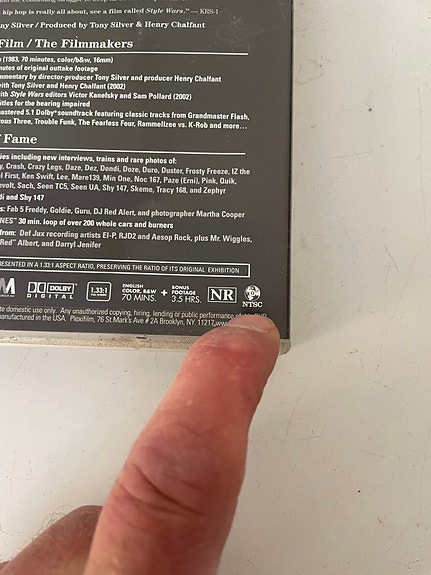 hip hop is really all about, see a film called Style Wars." — KRS-1
ny Silver / Produced by Tony Silver & Henry Chalfant
Film / The Filmmakers
(1983, 70 minutes, color/b&w, 16mm)
nutes of original outtake footage
mmentary by director-producer Tony Silver and producer Henry Chalfant
with Tony Silver and Henry Chalfant (2002)
with Style Wars editors Victor Kanefsky and Sam Pollard (2002)
titles for the hearing impaired
astered 5.1 Dolby® soundtrack featuring classic tracks from Grandmaster Flash,
rous Three, Trouble Funk, The Fearless Four, Rammellzee vs. K-Rob and more...
Fame
ies including new interviews, trains and rare photos of:
y, Crash, Crazy Legs, Daze, Dez, Dondi, Doze, Duro, Duster, Frosty Freeze, IZ the
l First, Ken Swift, Lee, Mare139, Min One, Noc 167, Paze (Erni), Pink, Quik,
evolt, Sach, Seen TC5, Seen UA, Shy 147, Skeme, Tracy 168, and Zephyr
di and Shy 147
s: Fab 5 Freddy, Goldie, Guru, DJ Red Alert, and photographer Martha Cooper
NES" 30 min. loop of over 200 whole cars and burners
from: Def Jux recording artists El-P, RJD2 and Aesop Rock, plus Mr. Wiggles,
Red" Albert, and Darryl Jenifer
ESENTED IN A 1.33:1 ASPECT RATIO, PRESERVING THE RATIO OF ITS ORIGINAL EXHIBITION
M DOLBY DIGITAL 1.33:1 ENGLISH COLOR, B&W 70 MINS. + BONUS FOOTAGE 3.5 HRS. NR NTSC
te domestic use only. Any unauthorized copying, hiring, lending or public performance of
anufactured in the USA. Plexifilm, 76 St.Mark's Ave # 2A Brooklyn, NY. 11217